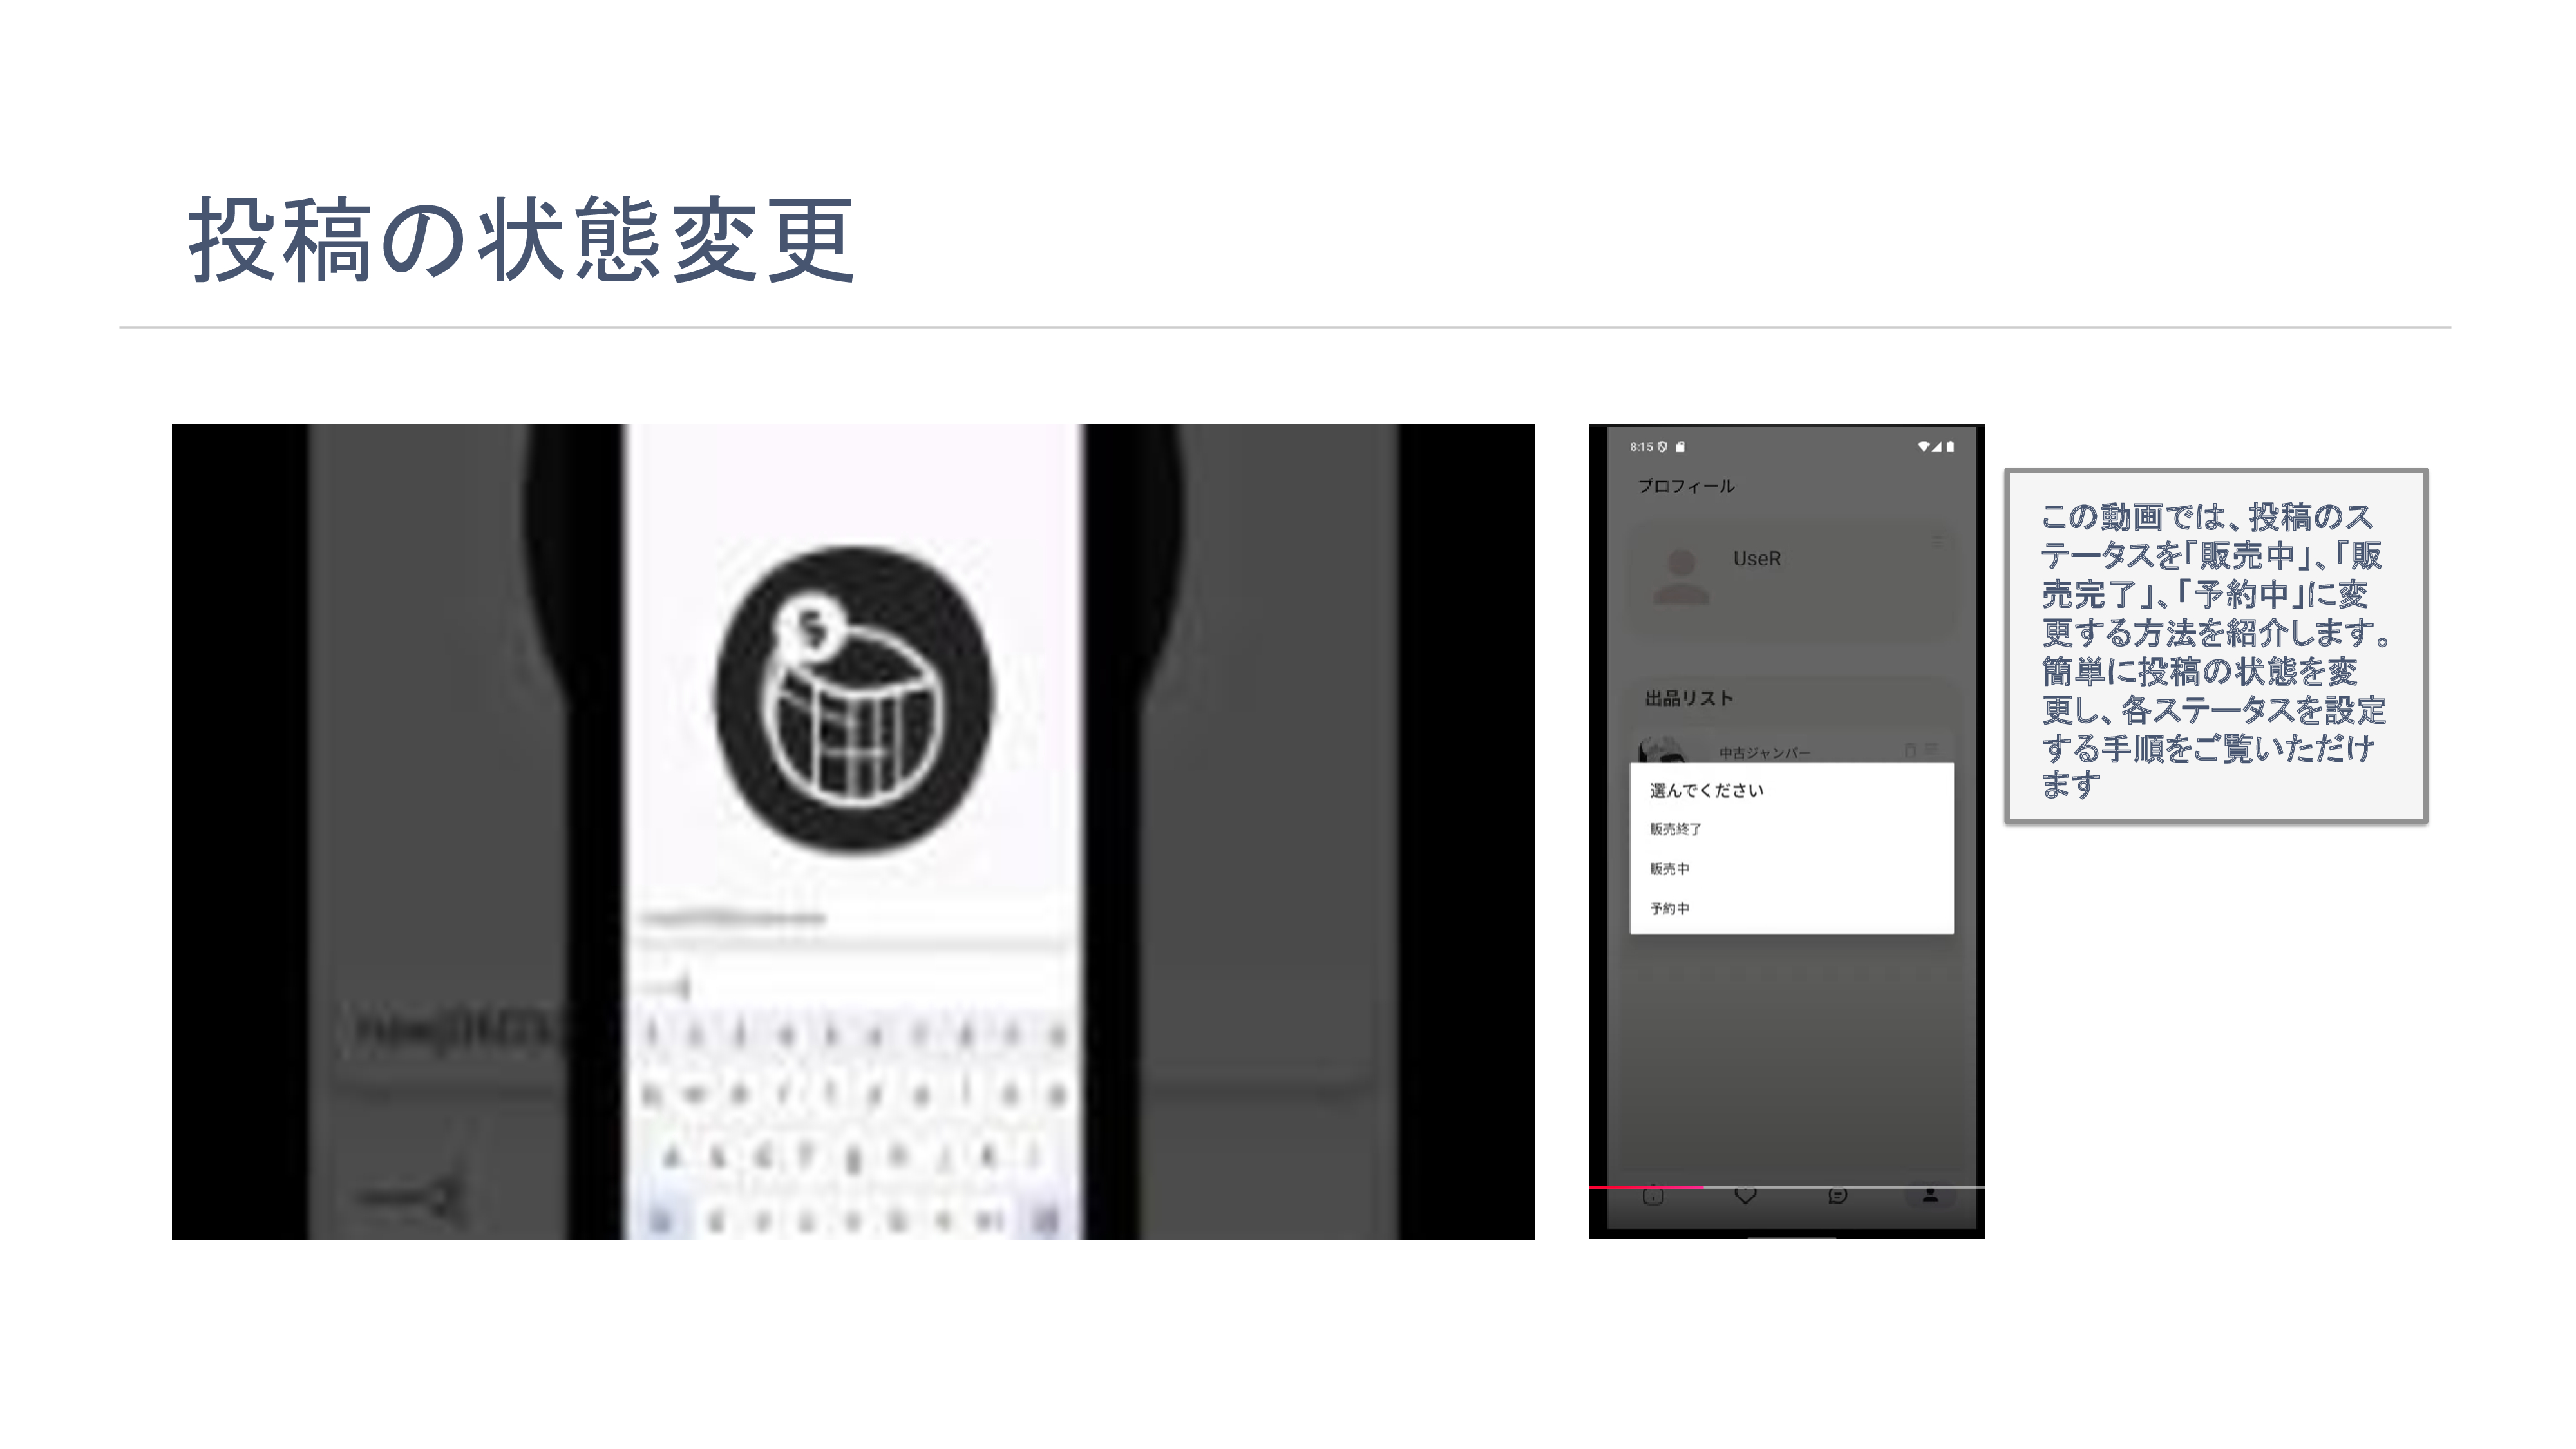 投稿の状態変更
8:15
プロフィール
UseR
出品リスト
中古ジャンパー
選んでください
販売終了
販売中
予約中
この動画では、投稿のス
テータスを「販売中」、「販
売完了」、「予約中」に変
更する方法を紹介します。
簡単に投稿の状態を変
更し、各ステータスを設定
する手順をご覧いただけ
ます